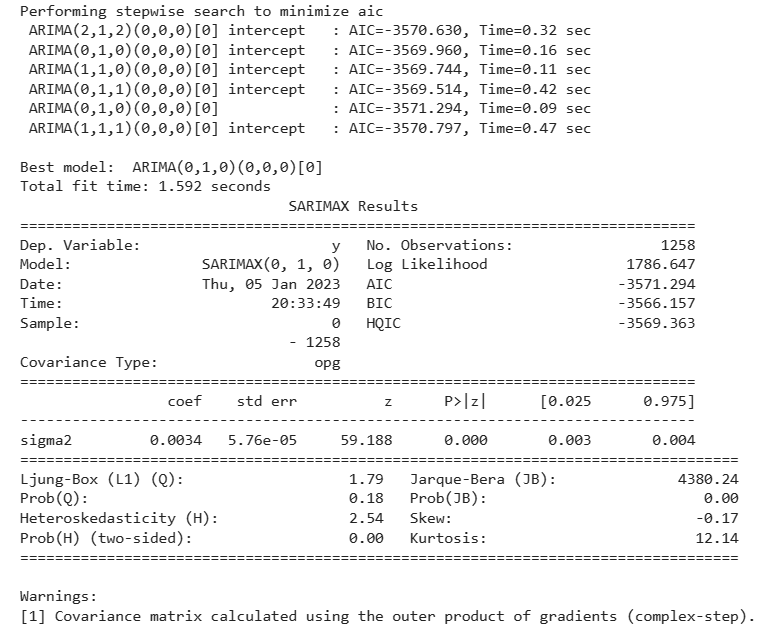 Performing stepwise search to minimize aic
ARIMA(2,1,2)(0,0,0)[0] intercept   : AIC=-3570.630, Time=0.32 sec
ARIMA(0,1,0)(0,0,0)[0] intercept   : AIC=-3569.960, Time=0.16 sec
ARIMA(1,1,0)(0,0,0)[0] intercept   : AIC=-3569.744, Time=0.11 sec
ARIMA(0,1,1)(0,0,0)[0] intercept   : AIC=-3569.514, Time=0.42 sec
ARIMA(0,1,0)(0,0,0)[0]             : AIC=-3571.294, Time=0.09 sec
ARIMA(1,1,1)(0,0,0)[0] intercept   : AIC=-3570.797, Time=0.47 sec
Best model:  ARIMA(0,1,0)(0,0,0)[0]
Total fit time: 1.592 seconds
SARIMAX Results
==============================================================================
Dep. Variable: y No. Observations: 1258
Model: SARIMAX(0, 1, 0) Log Likelihood 1786.647
Date: Thu, 05 Jan 2023 AIC -3571.294
Time: 20:33:49 BIC -3566.157
Sample: 0 HQIC -3569.363
- 1258
Covariance Type: opg
==============================================================================
coef std err z P>|z| [0.025 0.975]
------------------------------------------------------------------------------
sigma2 0.0034 5.76e-05 59.188 0.000 0.003 0.004
===================================================================================
Ljung-Box (L1) (Q): 1.79 Jarque-Bera (JB): 4380.24
Prob(Q): 0.18 Prob(JB): 0.00
Heteroskedasticity (H): 2.54 Skew: -0.17
Prob(H) (two-sided): 0.00 Kurtosis: 12.14
===================================================================================
Warnings:
[1] Covariance matrix calculated using the outer product of gradients (complex-step).